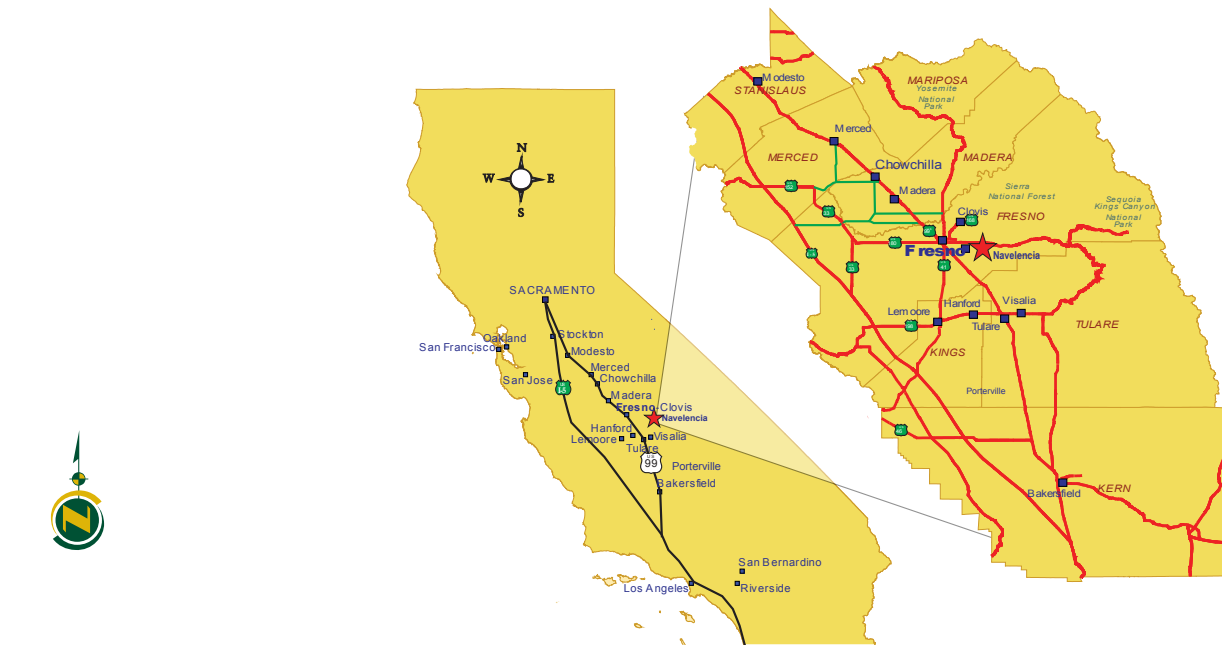 N
W
E
S
SACRAMENTO
Stockton
Oakland
San Francisco
Modesto
San Jose
Merced
Chowchilla
Madera
Fresno-Clovis
Navelencia
Hanford
Lemoore
Visalia
Tulare
US
99
Porterville
Bakersfield
San Bernardino
Los Angeles
Riverside
N
Modesto
STANISLAUS
MARIPOSA
Yosemite
National
Park
Merced
MERCED
Chowchilla
MADERA
Madera
Sierra
National Forest
Sequoia
Kings Canyon
National
Park
Clovis
FRESNO
Fresno
Navelencia
41
Hanford
Visalia
Lemoore
Tulare
TULARE
KINGS
Porterville
Bakersfield
KERN